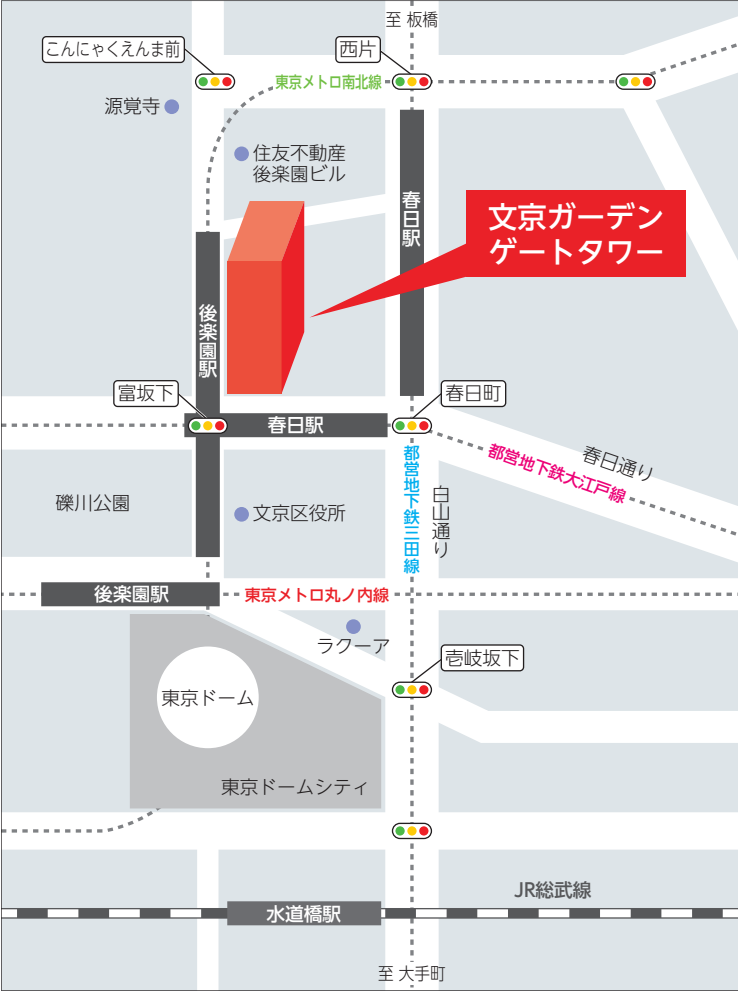 至 板橋
こんにゃくえんま前
西片
東京メトロ南北線
源覚寺
住友不動産
後楽園ビル
春日駅
文京ガーデン
ゲートタワー
後楽園駅
富坂下
春日町
春日駅
都営地下鉄三田線
白山通り
都営地下鉄大江戸線
春日通り
礫川公園
文京区役所
後楽園駅
東京メトロ丸ノ内線
ラクーア
壱岐坂下
東京ドーム
東京ドームシティ
JR総武線
水道橋駅
至 大手町